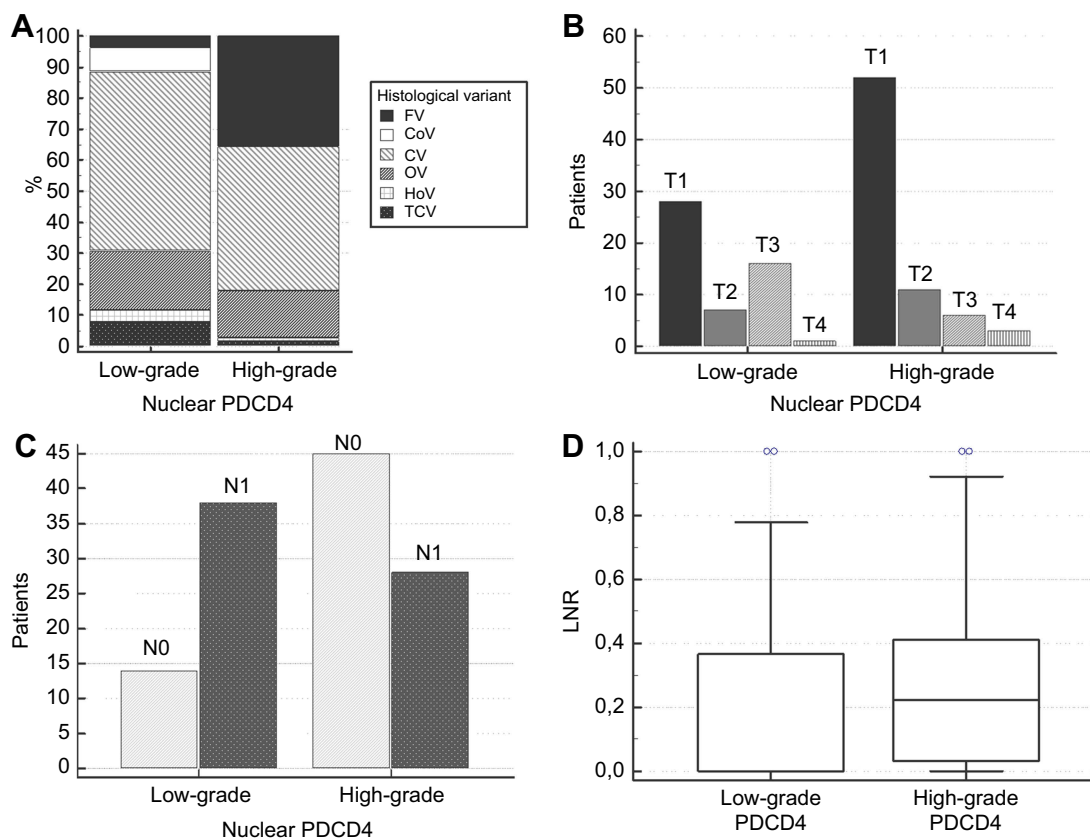 A
100
90
80
70
60
50
40
30
20
10
0
%
Low-grade
High-grade
Nuclear PDCD4
Histological variant
FV
CoV
CV
OV
HoV
TCV
B
60
50
40
30
20
10
0
Patients
T1
T2
T3
T4
T1
T2
T3
T4
Low-grade
High-grade
Nuclear PDCD4
C
45
40
35
30
25
20
15
10
5
0
Patients
N0
N1
N0
N1
Low-grade
High-grade
Nuclear PDCD4
D
1,0
0,8
0,6
0,4
0,2
0,0
LNR
Low-grade
PDCD4
High-grade
PDCD4